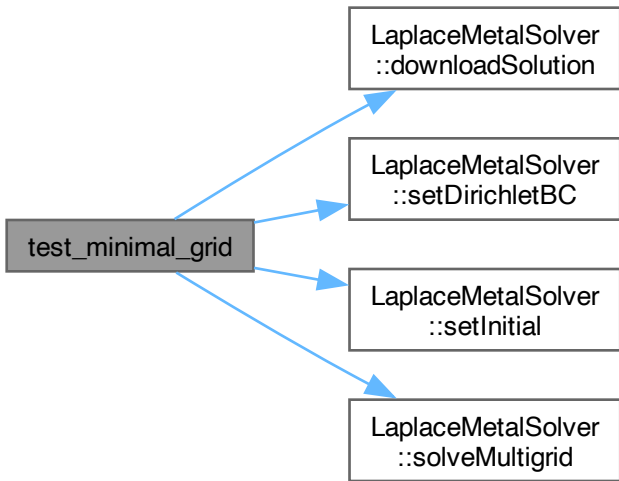 LaplaceMetalSolver
::downloadSolution
LaplaceMetalSolver
::setDirichletBC
test_minimal_grid
LaplaceMetalSolver
::setInitial
LaplaceMetalSolver
::solveMultigrid